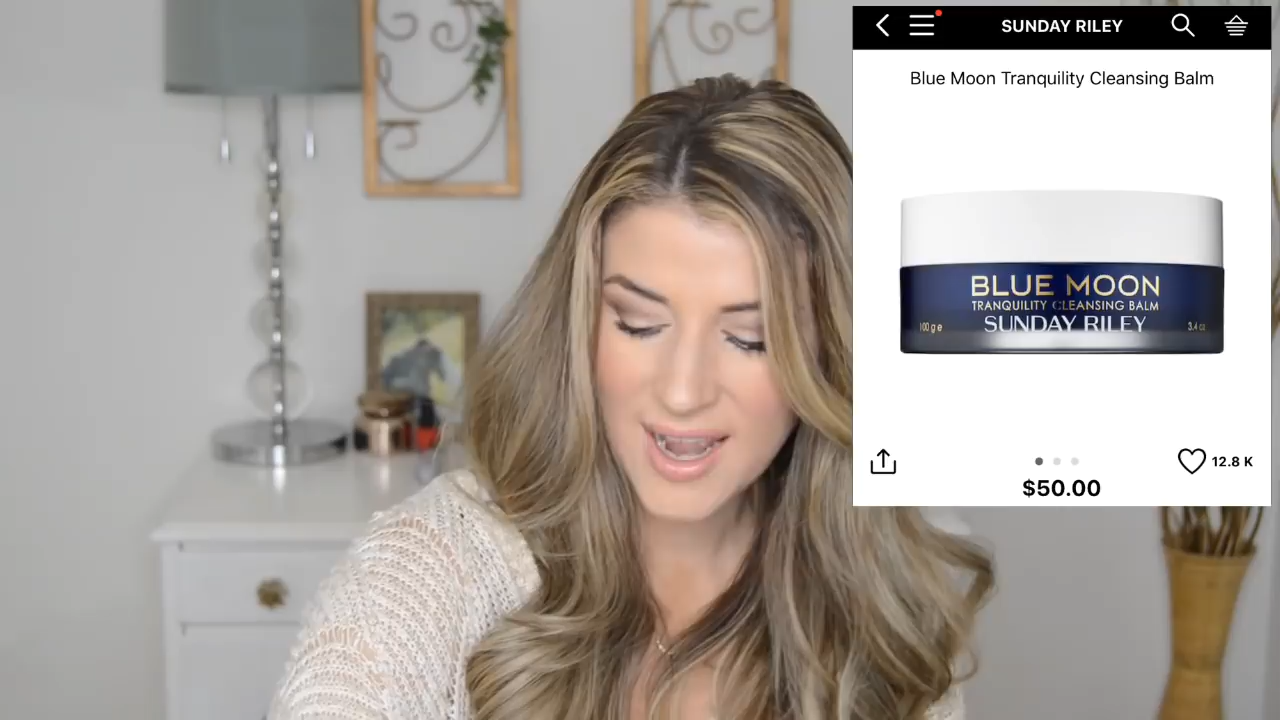 SUNDAY RILEY
Blue Moon Tranquility Cleansing Balm
BLUE MOON
TRANQUILITY CLEANSING BALM
SUNDAY RILEY
100 g e
3.4 oz
12.8 K
$50.00